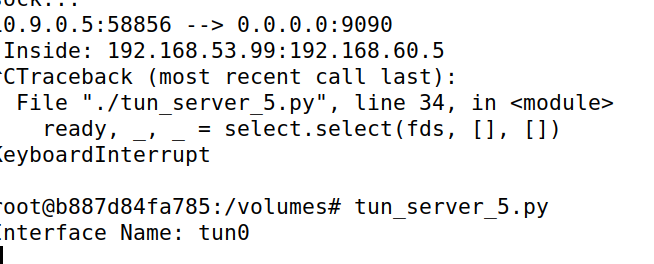 sock...
10.9.0.5:58856 --> 0.0.0.0:9090
Inside: 192.168.53.99:192.168.60.5
^CTraceback (most recent call last):
File "./tun_server_5.py", line 34, in <module>
ready, _, _ = select.select(fds, [], [])
KeyboardInterrupt
root@b887d84fa785:/volumes# tun_server_5.py
Interface Name: tun0